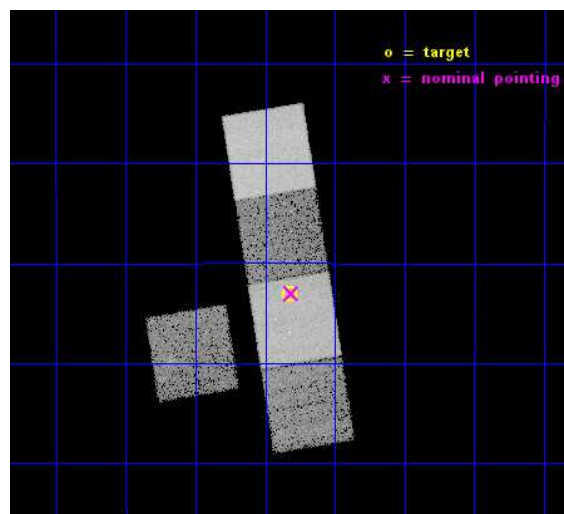 o = target
x = nominal pointing